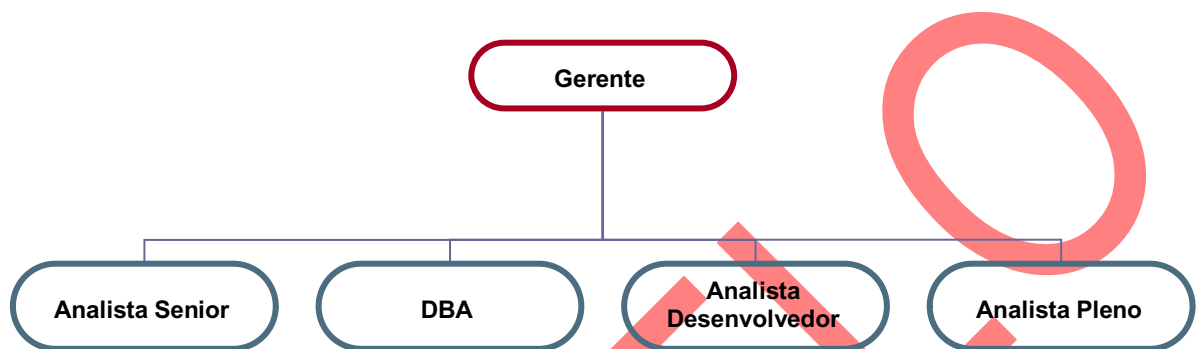 Gerente
Analista Senior
DBA
Analista
Desenvolvedor
Analista Pleno